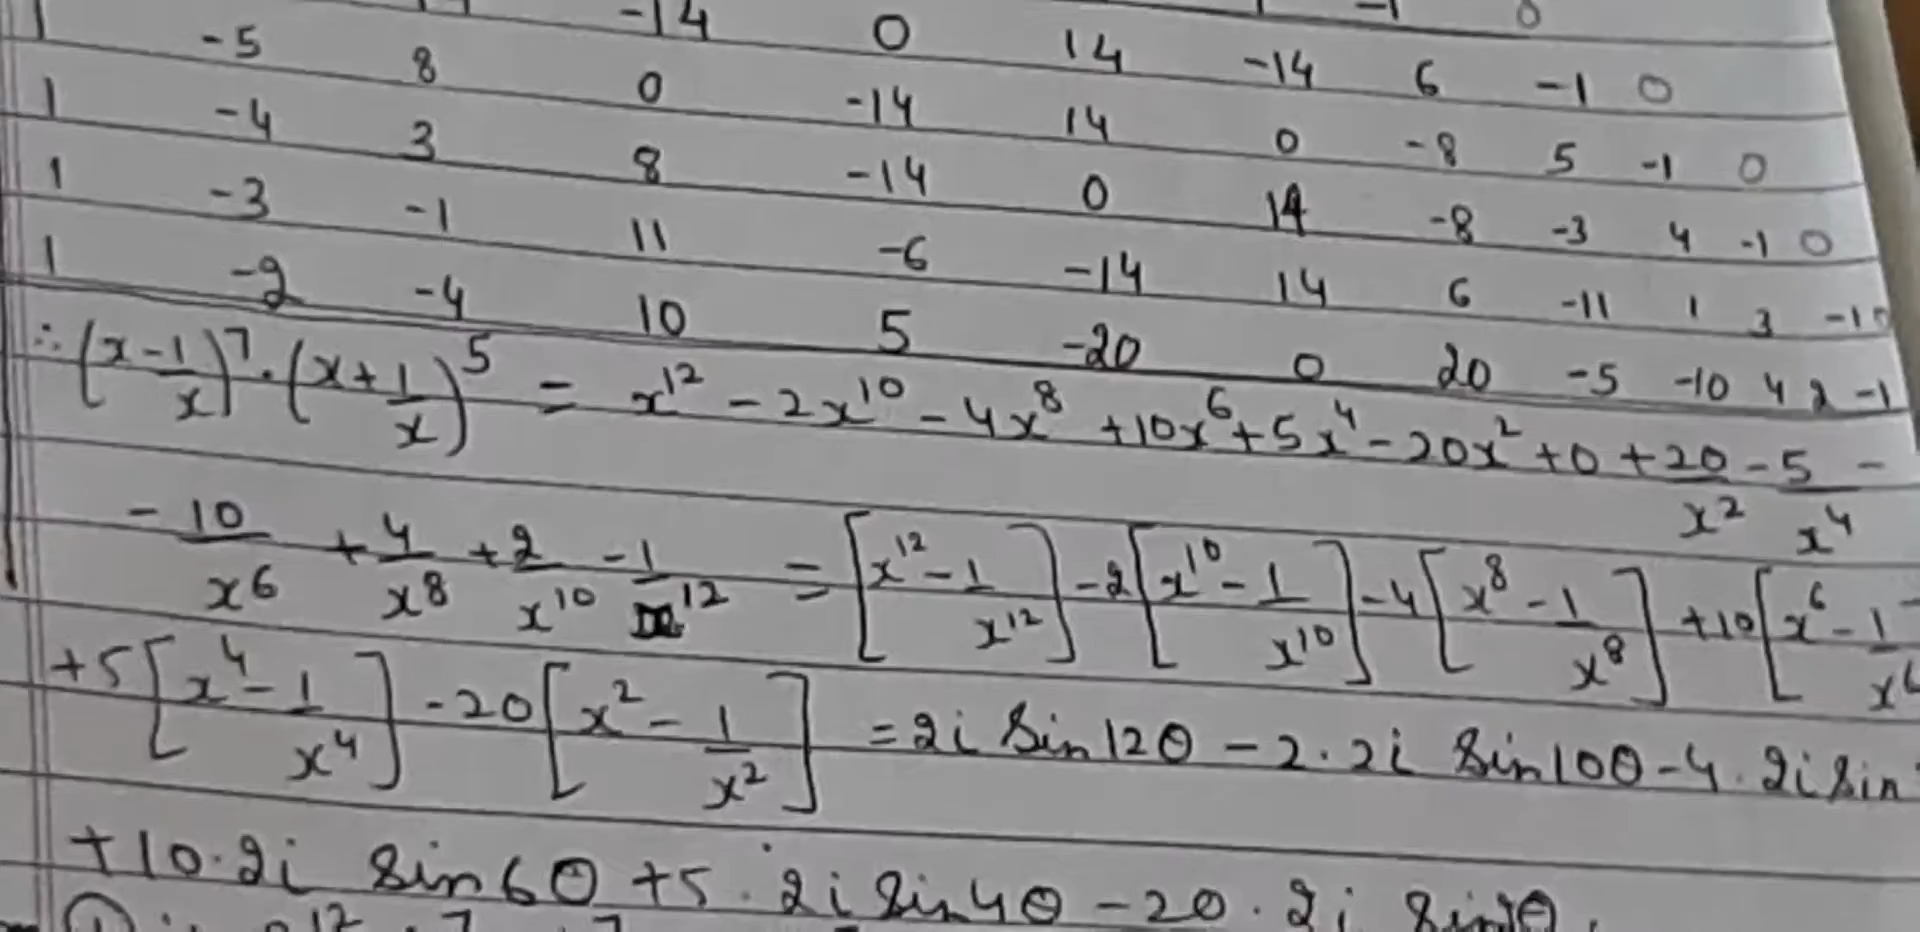 1 -5 8 -14 0 14 -14 6 -1 0
1 -4 3 0 -14 14 0 -8 5 -1 0
1 -3 -1 8 -14 0 14 -8 -3 4 -1 0
1 -2 -4 11 -6 -14 14 6 -11 1 3 -1 0
10 5 -20 0 20 -5 -10 4 2 -1
∴ (x - 1/x)^7 · (x + 1/x)^5 = x^12 - 2x^10 - 4x^8 + 10x^6 + 5x^4 - 20x^2 + 0 + 20/x^2 - 5/x^4 -
- 10/x^6 + 4/x^8 + 2/x^10 - 1/x^12 = [x^12 - 1/x^12] - 2[x^10 - 1/x^10] - 4[x^8 - 1/x^8] + 10[x^6 - 1/x^6
+ 5[x^4 - 1/x^4] - 20[x^2 - 1/x^2] = 2i sin12θ - 2·2i sin10θ - 4·2i sin
+ 10·2i sin6θ + 5·2i sin4θ - 20·2i